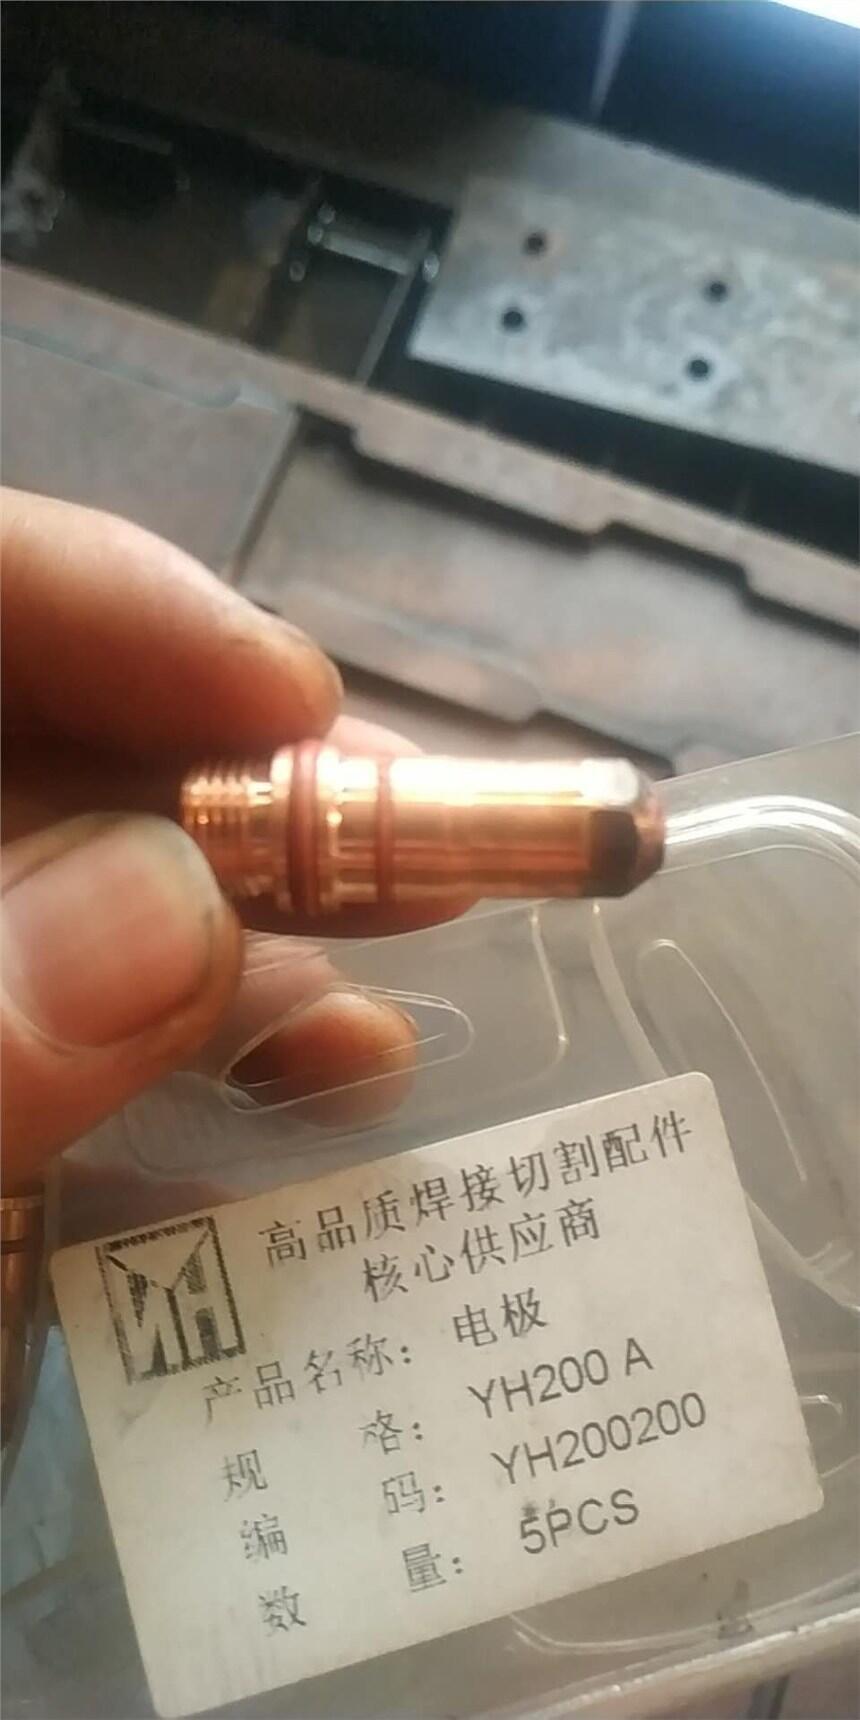 YH
高品质焊接切割配件
核心供应商
产品名称：电极
规 格：YH200 A
编 码：YH200200
数 量：5PCS